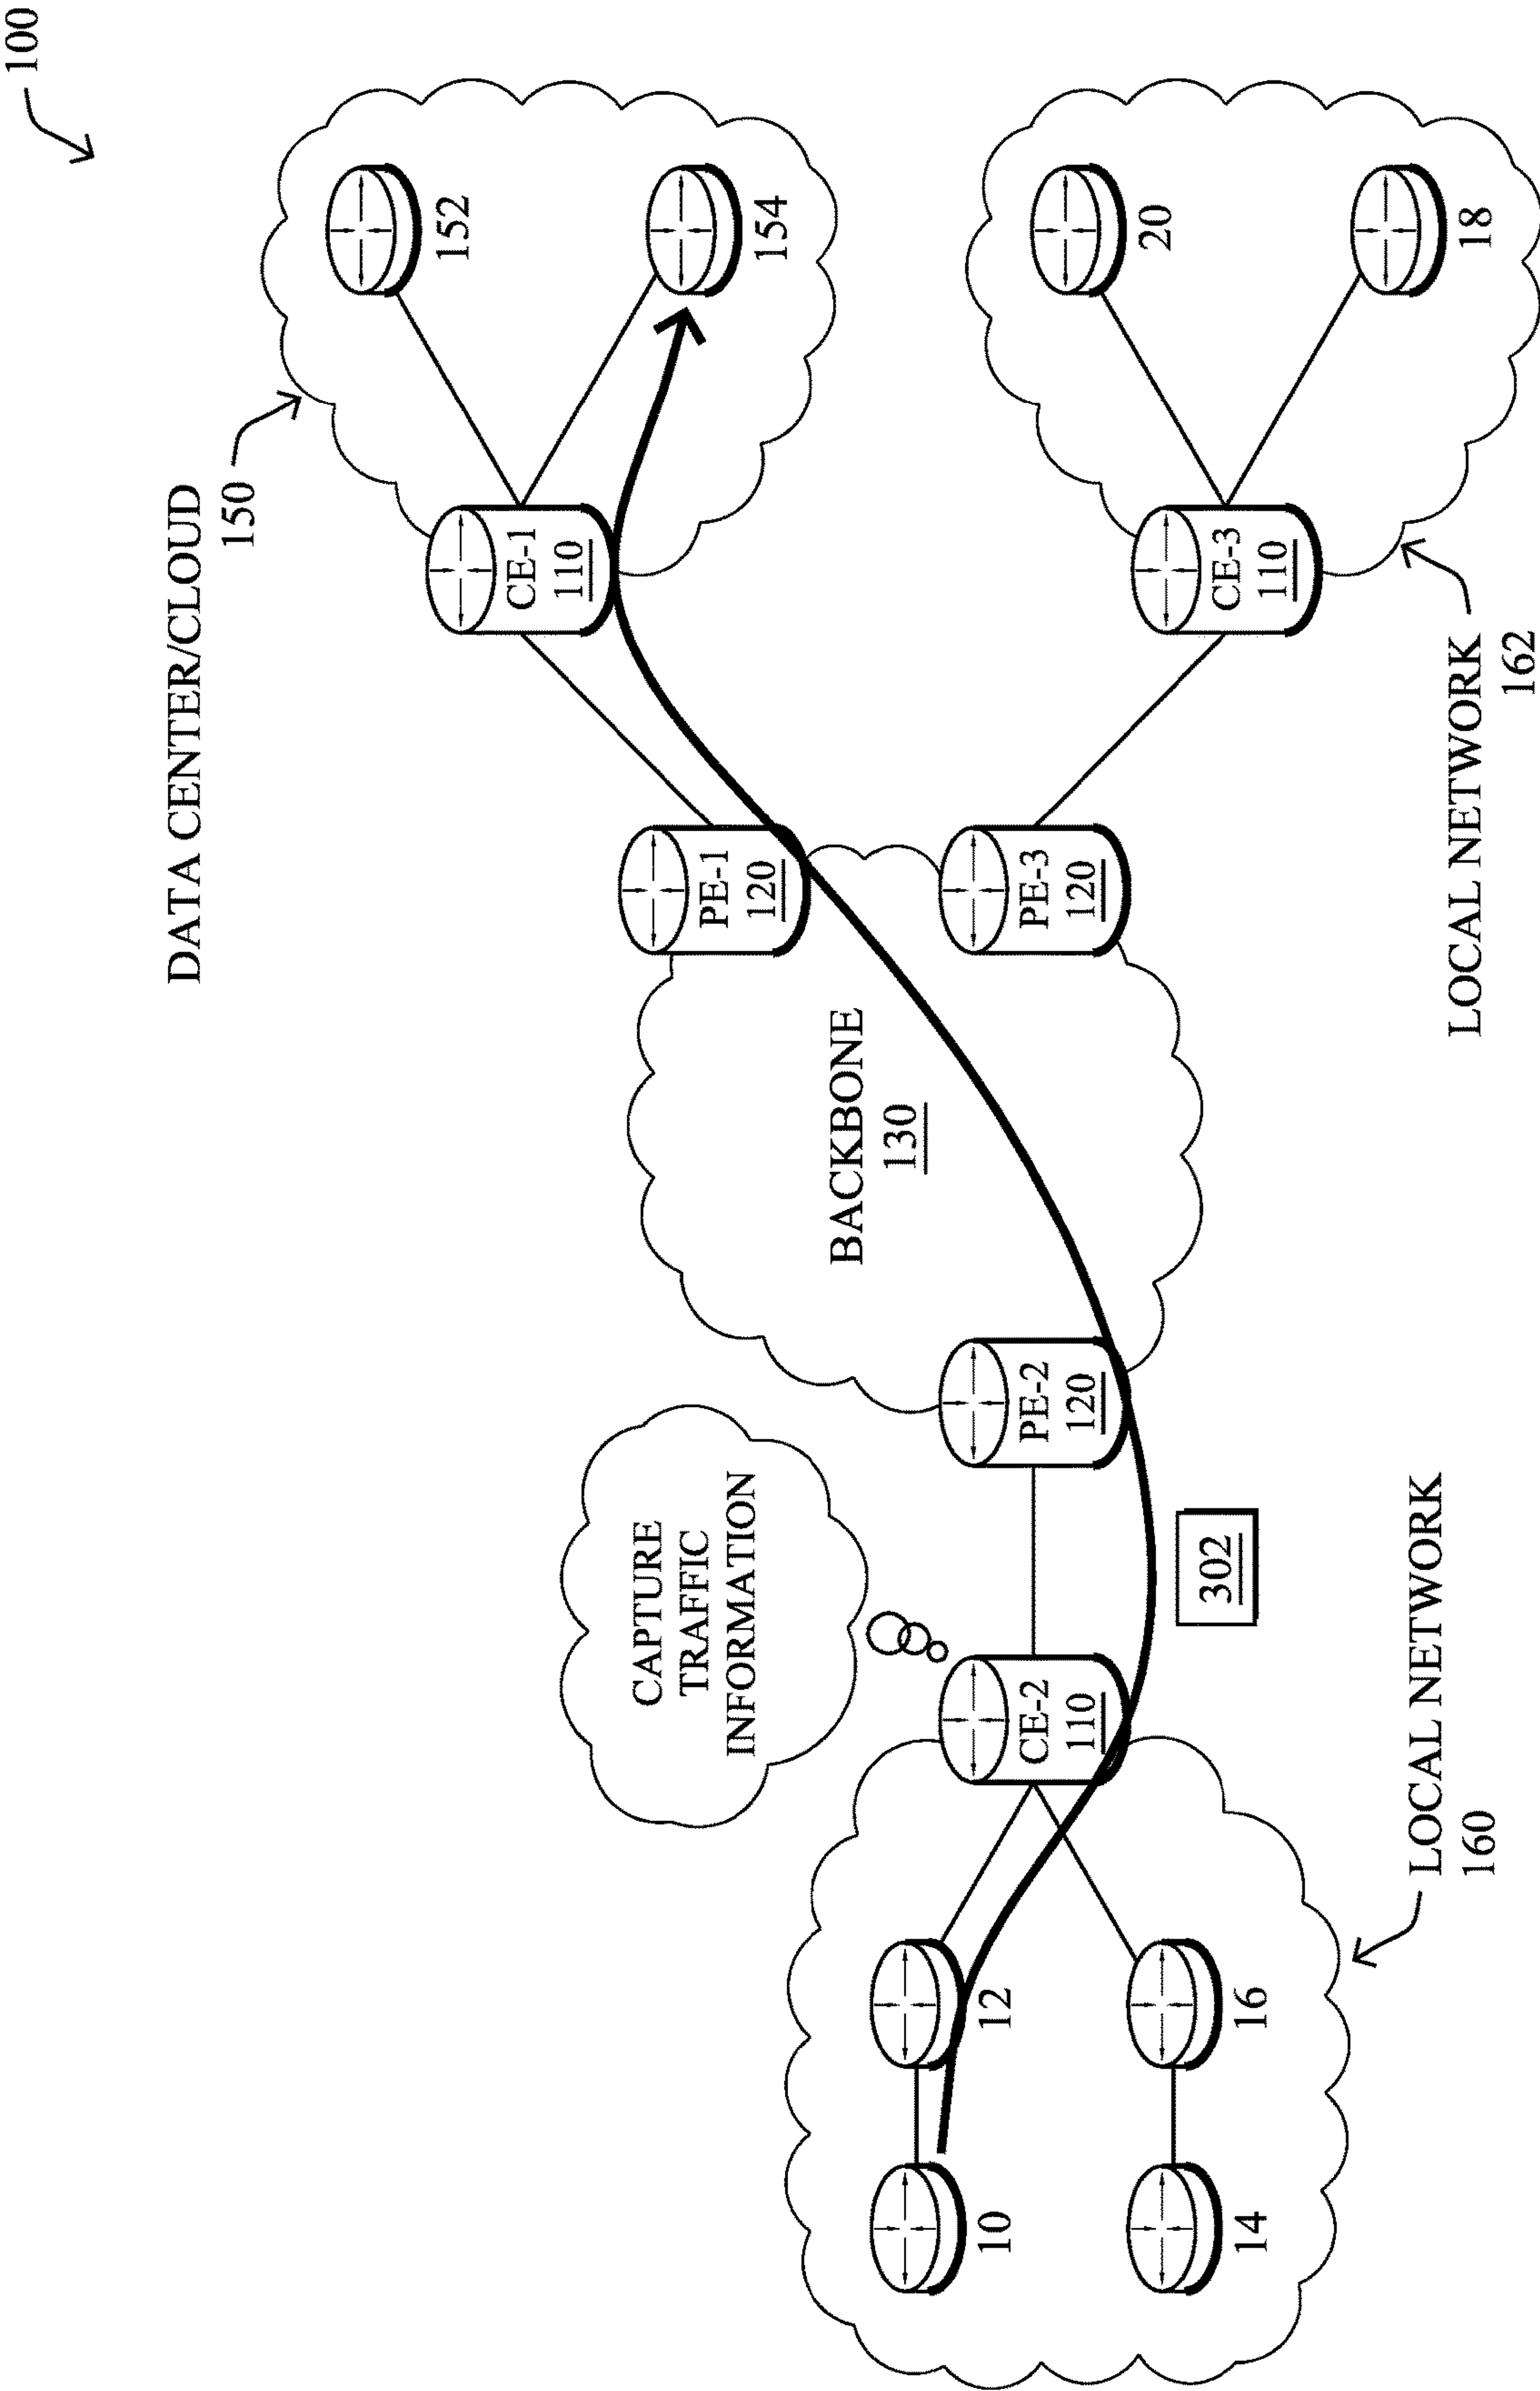 100
DATA CENTER/CLOUD
150
152
154
CE-1
110
PE-1
120
BACKBONE
130
CAPTURE
TRAFFIC
INFORMATION
10
12
CE-2
110
PE-2
120
PE-3
120
CE-3
110
20
18
14
16
302
LOCAL NETWORK
160
LOCAL NETWORK
162